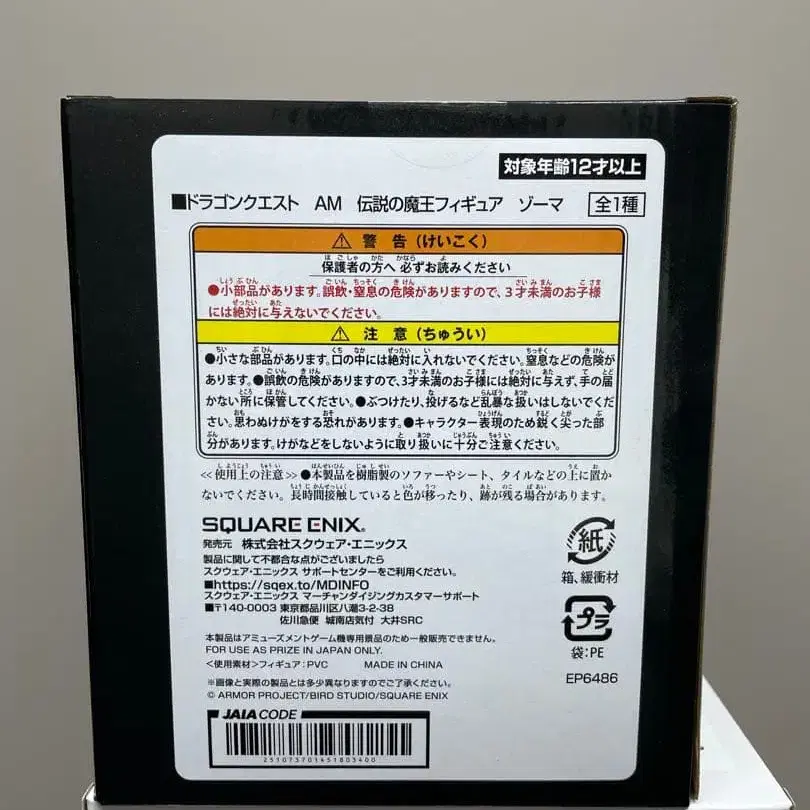 対象年齢12才以上
■ドラゴンクエスト AM 伝説の魔王フィギュア ゾーマ 全1種
⚠ 警告(けいこく)
保護者の方へ 必ずお読みください
●小部品があります。誤飲・窒息の危険がありますので、3才未満のお子様
には絶対に与えないでください。
⚠ 注意(ちゅうい)
●小さな部品があります。口の中には絶対に入れないでください。窒息などの危険が
あります。●誤飲の危険がありますので、3才未満のお子様には絶対に与えず、手の届
かない所に保管してください。●ぶつけたり、投げるなど乱暴な扱いはしないでくだ
さい。思わぬけがをする恐れがあります。●キャラクター表現のため鋭く尖った部
分があります。けがなどをしないように取り扱いに十分ご注意ください。
≪使用上の注意≫●本製品を樹脂製のソファーやシート、タイルなどの上に置か
ないでください。長時間接触していると色が移ったり、跡が残る場合があります。
SQUARE ENIX®
発売元 株式会社スクウェア・エニックス
製品に関して不都合な点がございましたら
スクウェア・エニックス サポートセンターをご利用ください。
■https://sqex.to/MDINFO
スクウェア・エニックス マーチャンダイジングカスタマーサポート
■〒140-0003 東京都品川区八潮3-2-38
佐川急便 城南店気付 大井SRC
本製品はアミューズメントゲーム機専用景品のため一般販売できません。
FOR USE AS PRIZE IN JAPAN ONLY.
<使用素材>フィギュア:PVC MADE IN CHINA
※画像と実際の製品とは多少異なりますのでご了承ください。
© ARMOR PROJECT/BIRD STUDIO/SQUARE ENIX
紙
箱、緩衝材
プラ
袋:PE
EP6486
JAIA CODE
251073701451803400